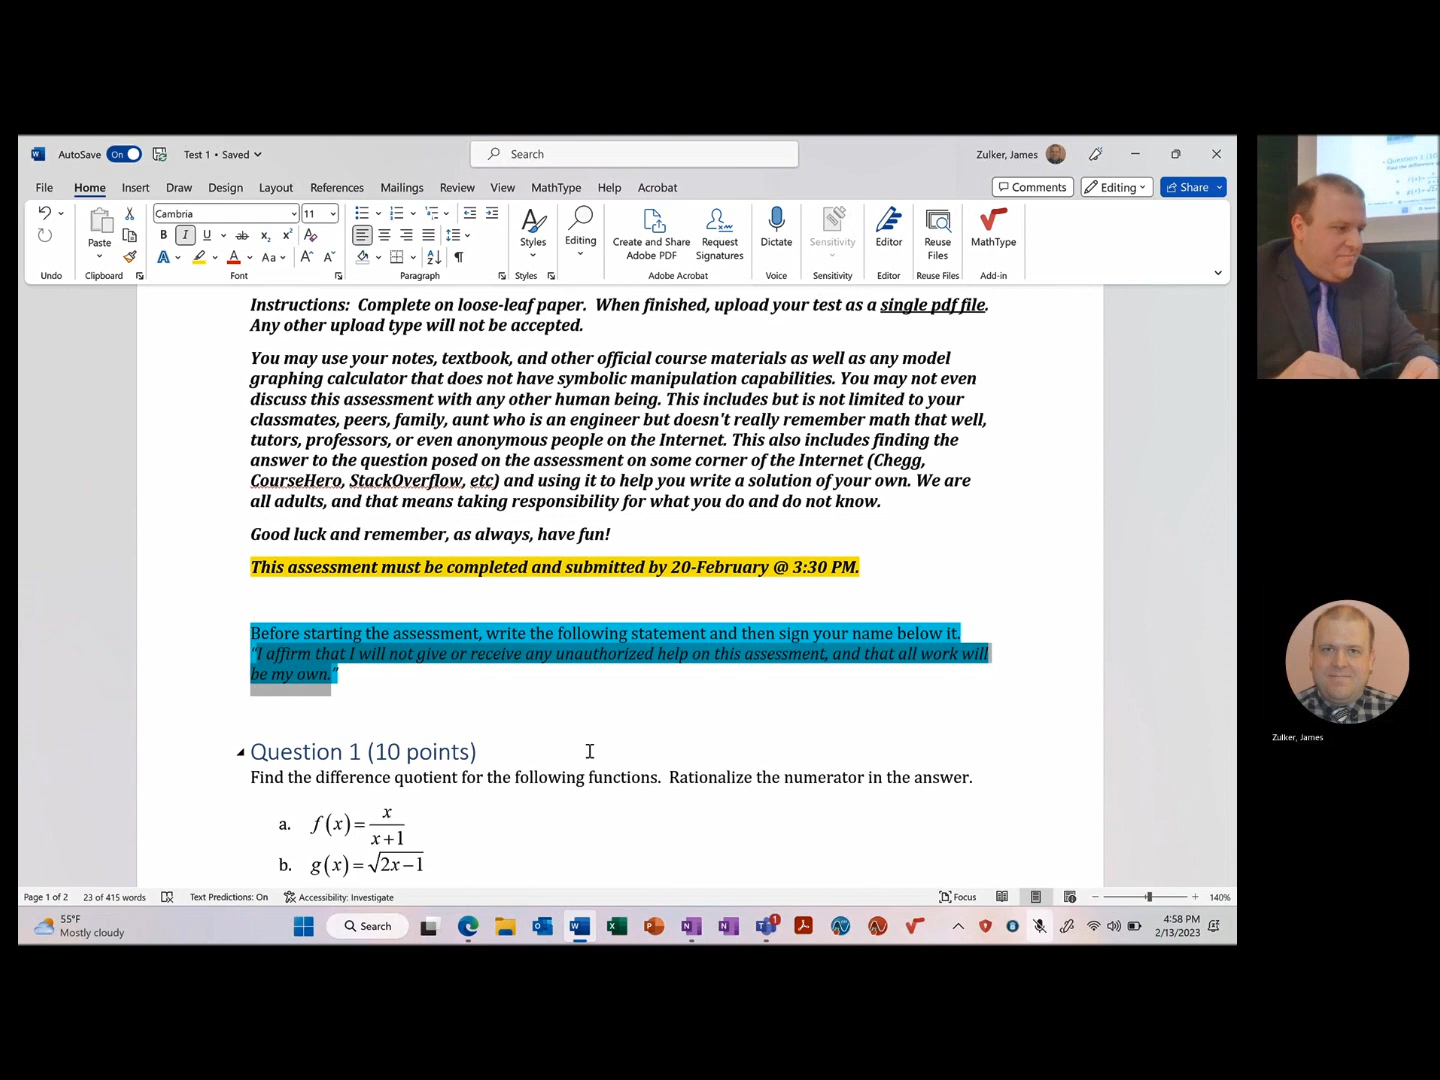 AutoSave On Test 1 • Saved Search Zulker, James
File Home Insert Draw Design Layout References Mailings Review View MathType Help Acrobat Comments Editing Share
Cambria 11
Paste
B I U ab x₂ x²
A A Aa A A
Styles
Editing
Create and Share
Adobe PDF
Request
Signatures
Dictate
Sensitivity
Editor
Reuse
Files
MathType
Undo Clipboard Font Paragraph Styles Adobe Acrobat Voice Sensitivity Editor Reuse Files Add-in
Instructions: Complete on loose-leaf paper. When finished, upload your test as a single pdf file.
Any other upload type will not be accepted.
You may use your notes, textbook, and other official course materials as well as any model
graphing calculator that does not have symbolic manipulation capabilities. You may not even
discuss this assessment with any other human being. This includes but is not limited to your
classmates, peers, family, aunt who is an engineer but doesn't really remember math that well,
tutors, professors, or even anonymous people on the Internet. This also includes finding the
answer to the question posed on the assessment on some corner of the Internet (Chegg,
CourseHero, StackOverflow, etc) and using it to help you write a solution of your own. We are
all adults, and that means taking responsibility for what you do and do not know.
Good luck and remember, as always, have fun!
This assessment must be completed and submitted by 20-February @ 3:30 PM.
Before starting the assessment, write the following statement and then sign your name below it.
“I affirm that I will not give or receive any unauthorized help on this assessment, and that all work will
be my own.”
Question 1 (10 points)
Find the difference quotient for the following functions. Rationalize the numerator in the answer.
a. f(x)=x/(x+1)
b. g(x)=√(2x−1)
Page 1 of 2 23 of 415 words Text Predictions: On Accessibility: Investigate Focus 140%
55°F
Mostly cloudy
Search
4:58 PM
2/13/2023
Zulker, James